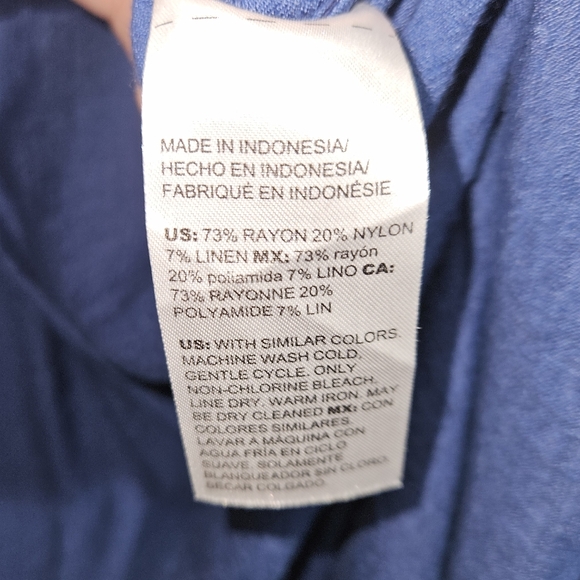 MADE IN INDONESIA/
HECHO EN INDONESIA/
FABRIQUÉ EN INDONÉSIE
US: 73% RAYON 20% NYLON
7% LINEN MX: 73% rayón
20% poliamida 7% LINO CA:
73% RAYONNE 20%
POLYAMIDE 7% LIN
US: WITH SIMILAR COLORS.
MACHINE WASH COLD,
GENTLE CYCLE. ONLY
NON-CHLORINE BLEACH.
LINE DRY. WARM IRON. MAY
BE DRY CLEANED MX: CON
COLORES SIMILARES.
LAVAR A MÁQUINA CON
AGUA FRÍA EN CICLO
SUAVE. SOLAMENTE
BLANQUEADOR SIN CLORO.
SECAR COLGADO.